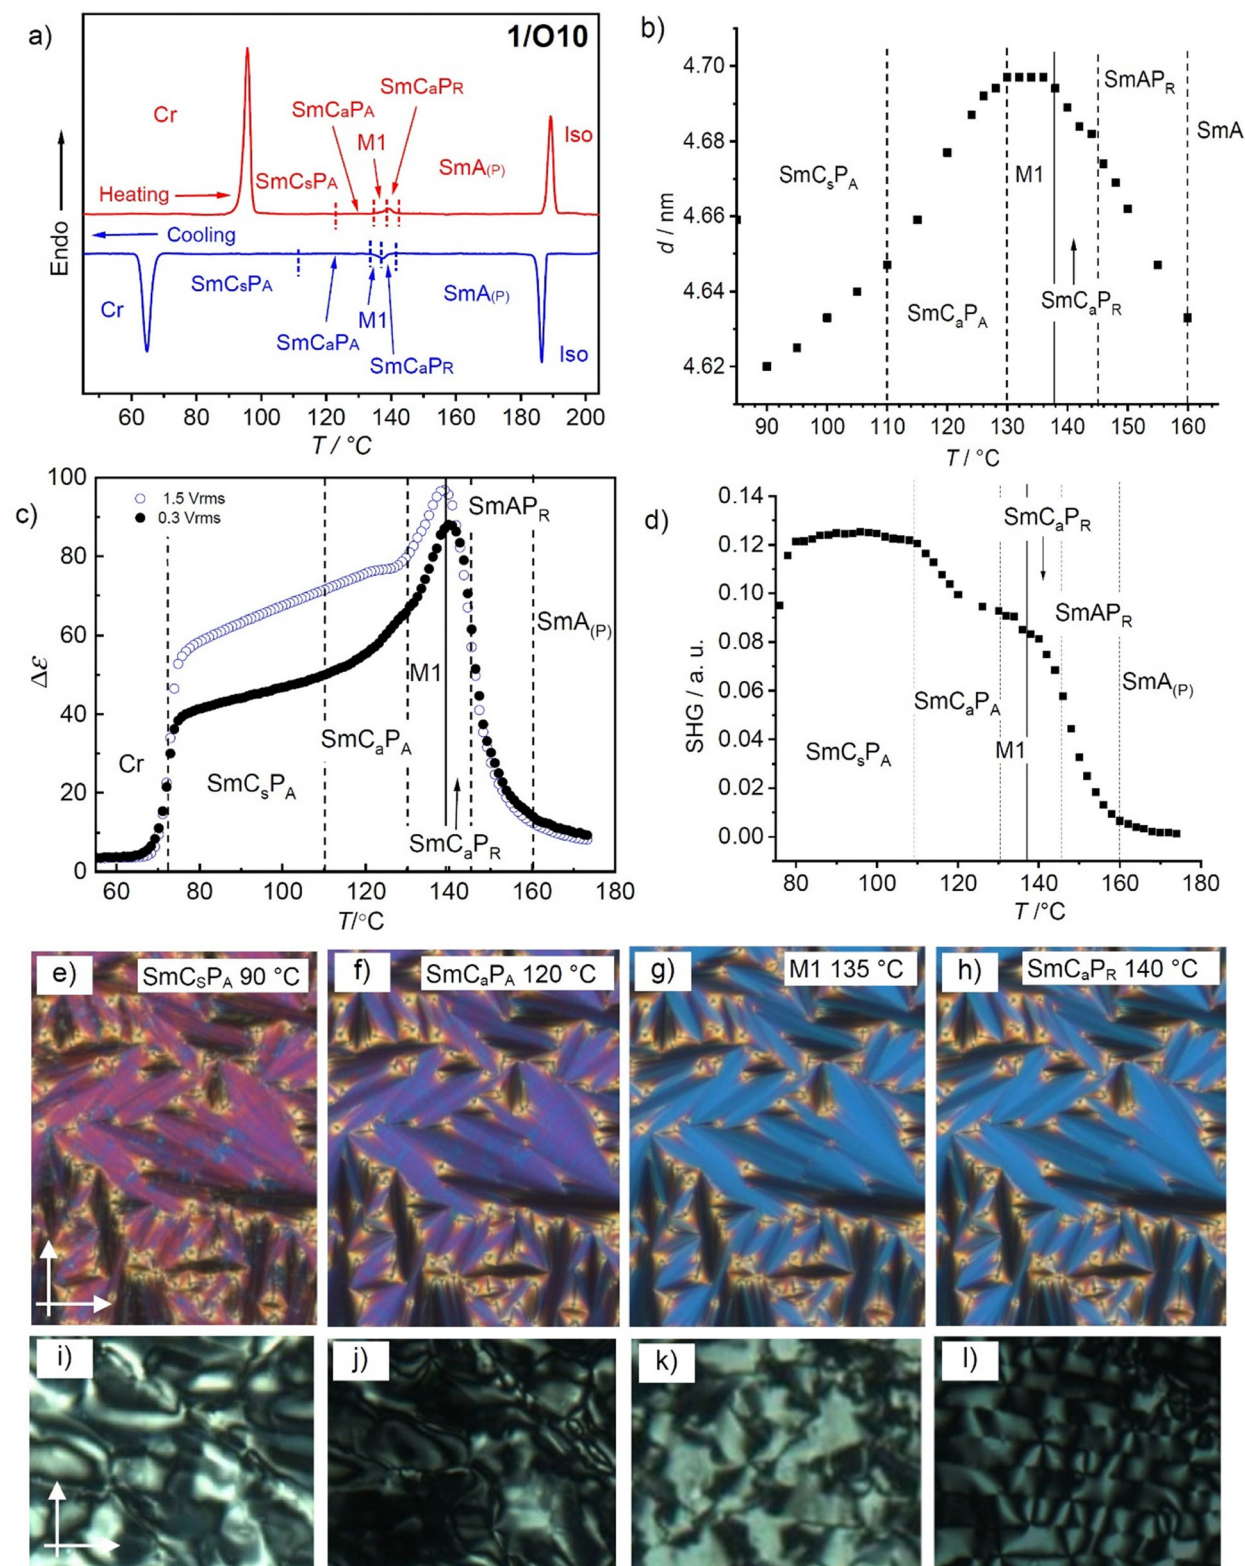 a)
1/O10
SmCaPR
SmCaPA
Cr
M1
Iso
SmA(P)
Heating
SmCsPA
Endo
Cooling
SmCsPA
SmA(P)
Cr
SmCaPA
M1
SmCaPR
Iso
60 80 100 120 140 160 180 200
T / °C
b)
4.70
4.68
4.66
4.64
4.62
d / nm
SmAPR
SmA
SmCsPA
M1
SmCaPR
SmCaPA
90 100 110 120 130 140 150 160
T / °C
c)
100
80
60
40
20
0
Δε
1.5 Vrms
0.3 Vrms
SmAPR
SmA(P)
M1
SmCaPA
Cr
SmCsPA
SmCaPR
60 80 100 120 140 160 180
T/°C
d)
0.14
0.12
0.10
0.08
0.06
0.04
0.02
0.00
SHG / a. u.
SmCaPR
SmAPR
SmA(P)
SmCaPA
M1
SmCsPA
80 100 120 140 160 180
T /°C
e)
SmCSPA 90 °C
f)
SmCaPA 120 °C
g)
M1 135 °C
h)
SmCaPR 140 °C
i)
j)
k)
l)